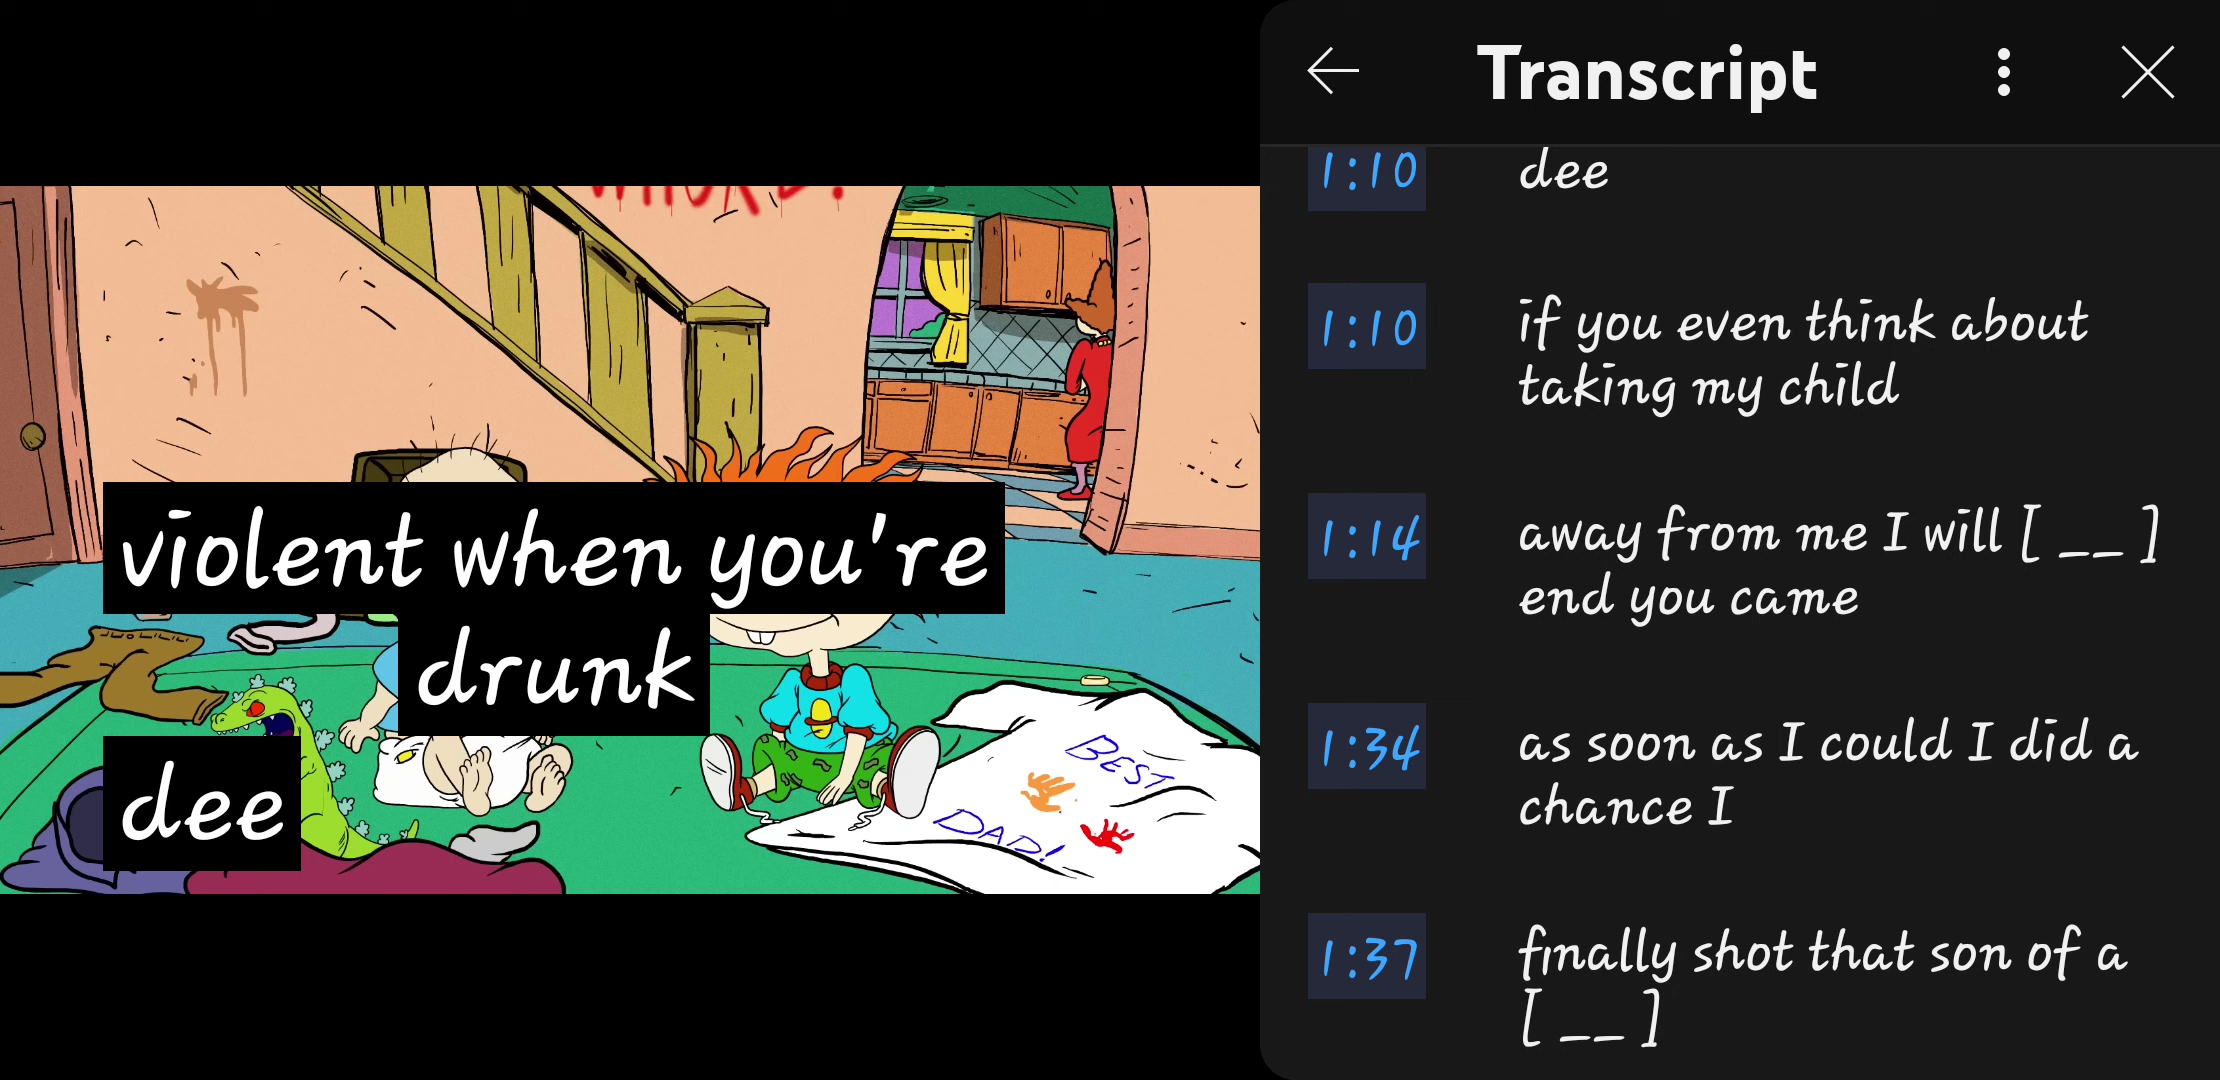 violent when you're
drunk
dee
BEST
DAD!
Transcript
1:10
dee
1:10
if you even think about
taking my child
1:14
away from me I will [ __ ]
end you came
1:34
as soon as I could I did a
chance I
1:37
finally shot that son of a
[ __ ]